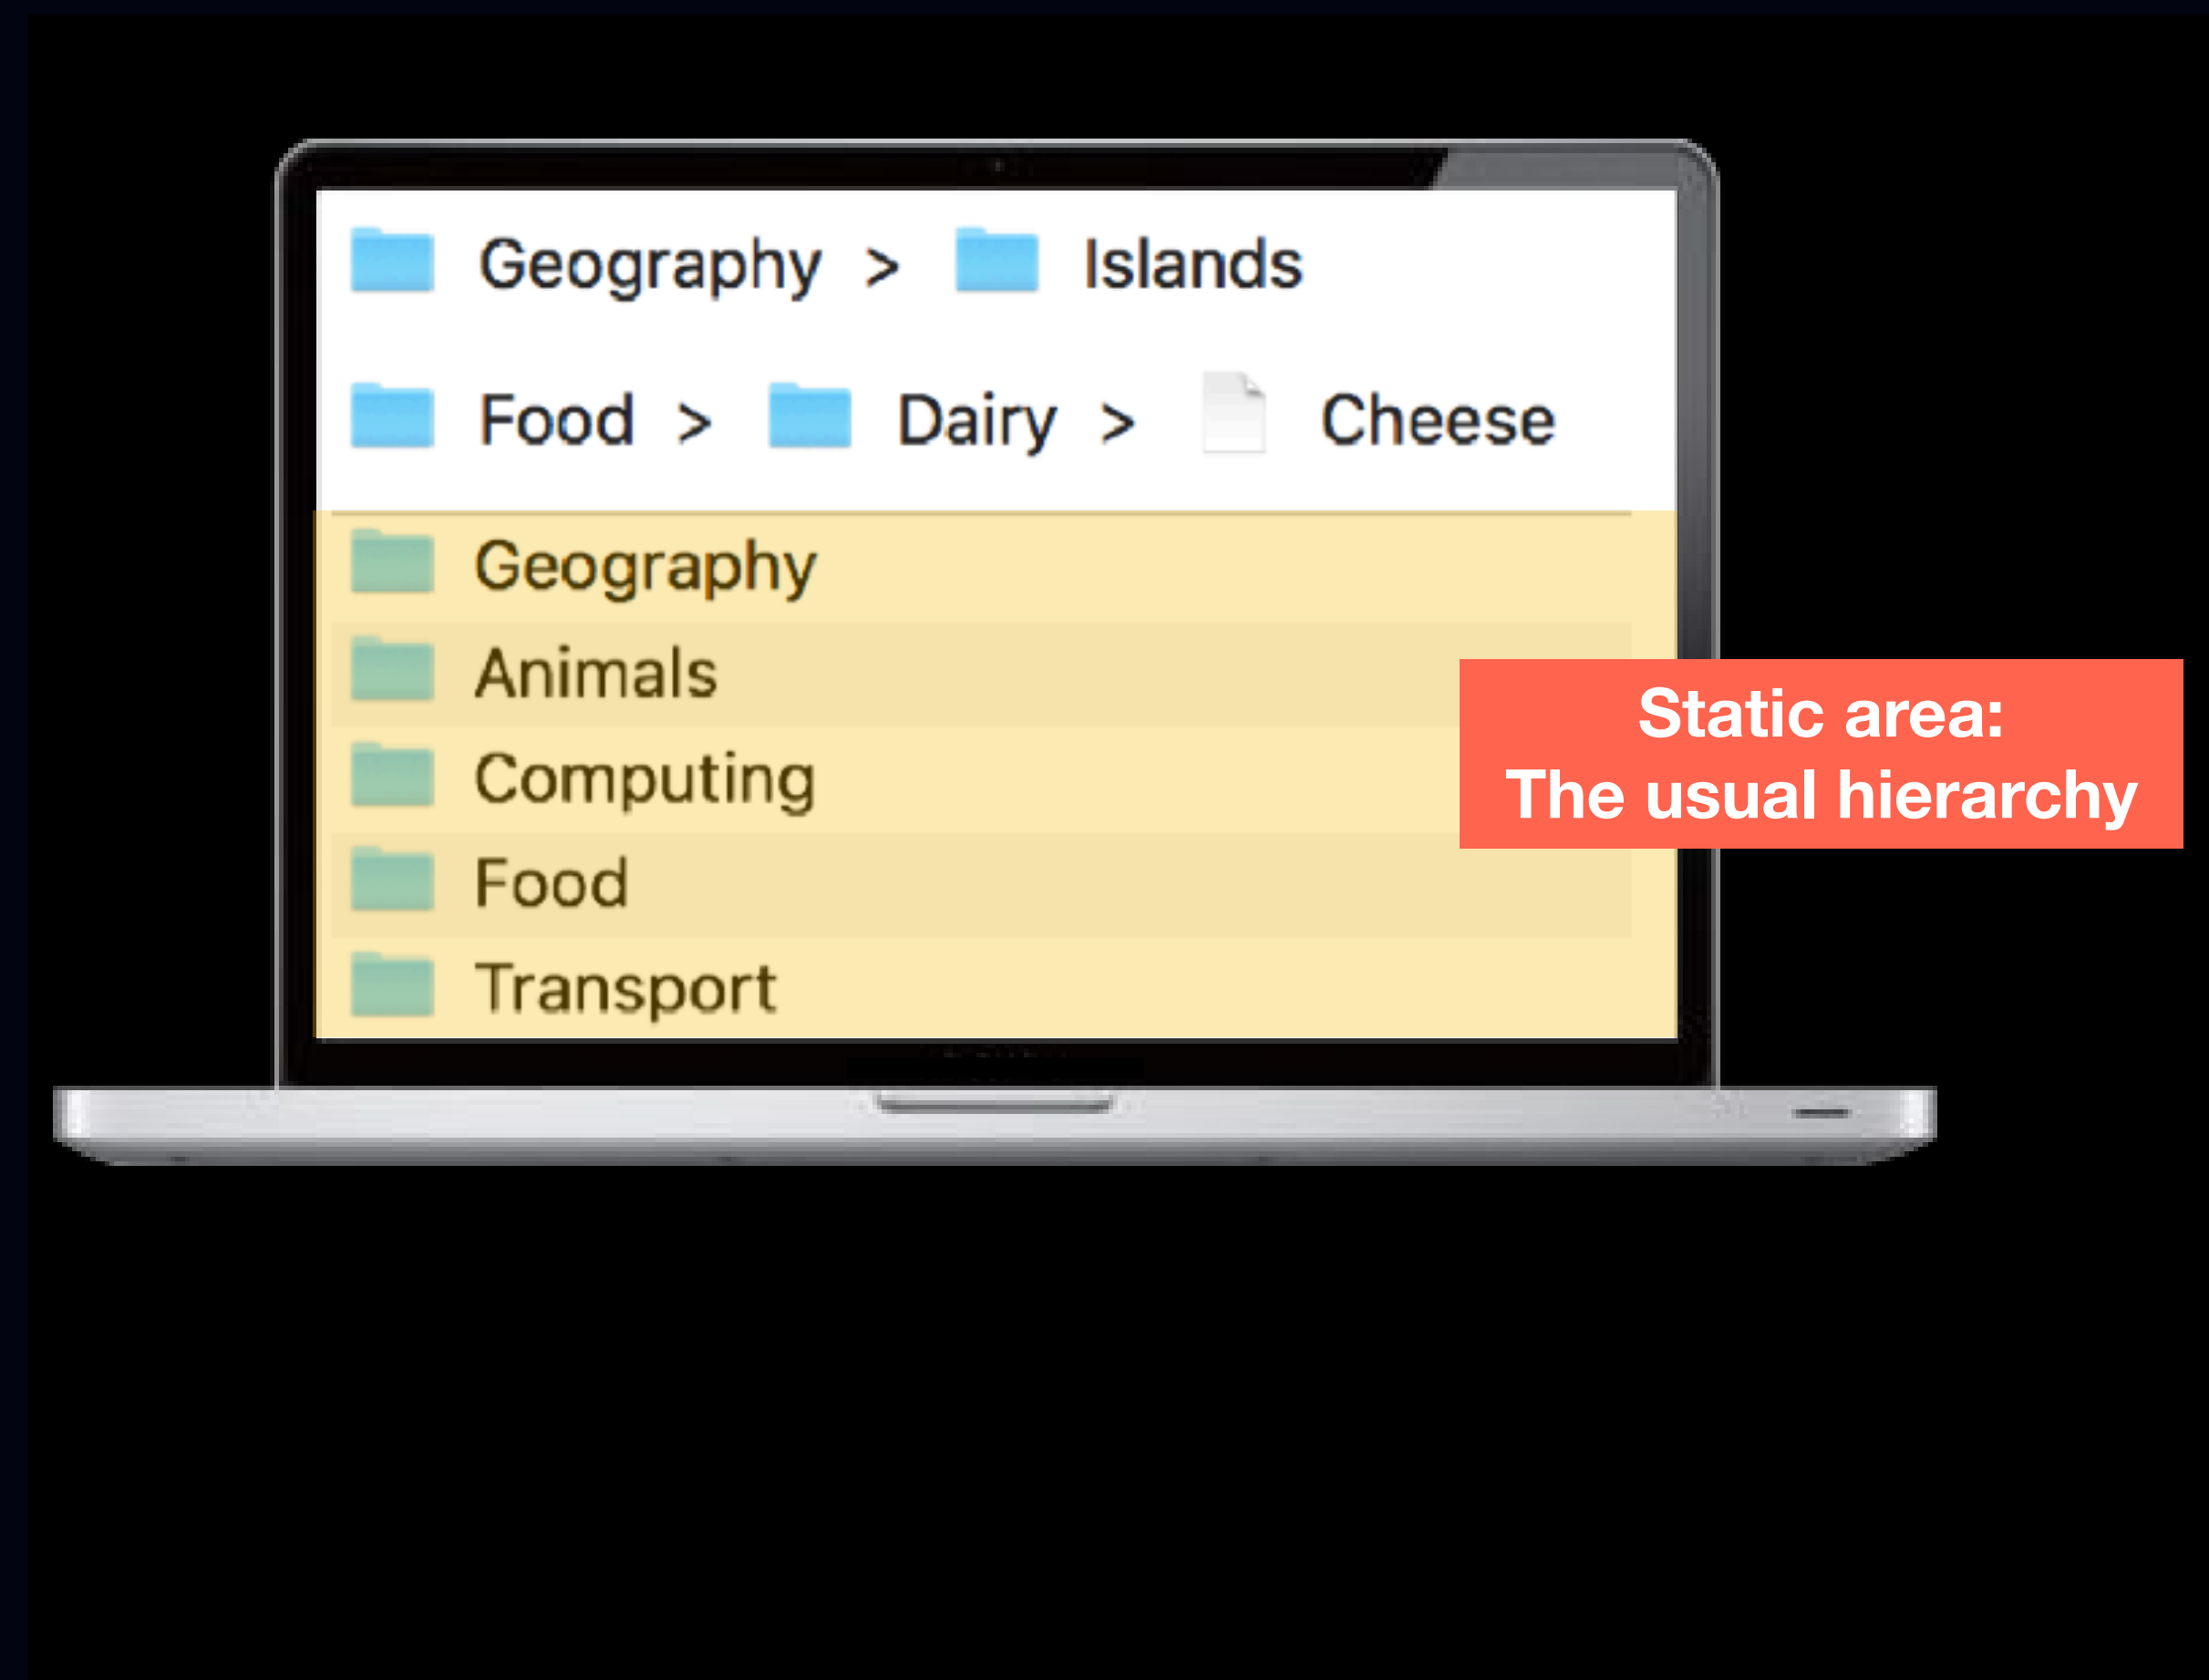 Geography > Islands
Food > Dairy > Cheese
Geography
Animals
Computing
Food
Transport
Static area:
The usual hierarchy